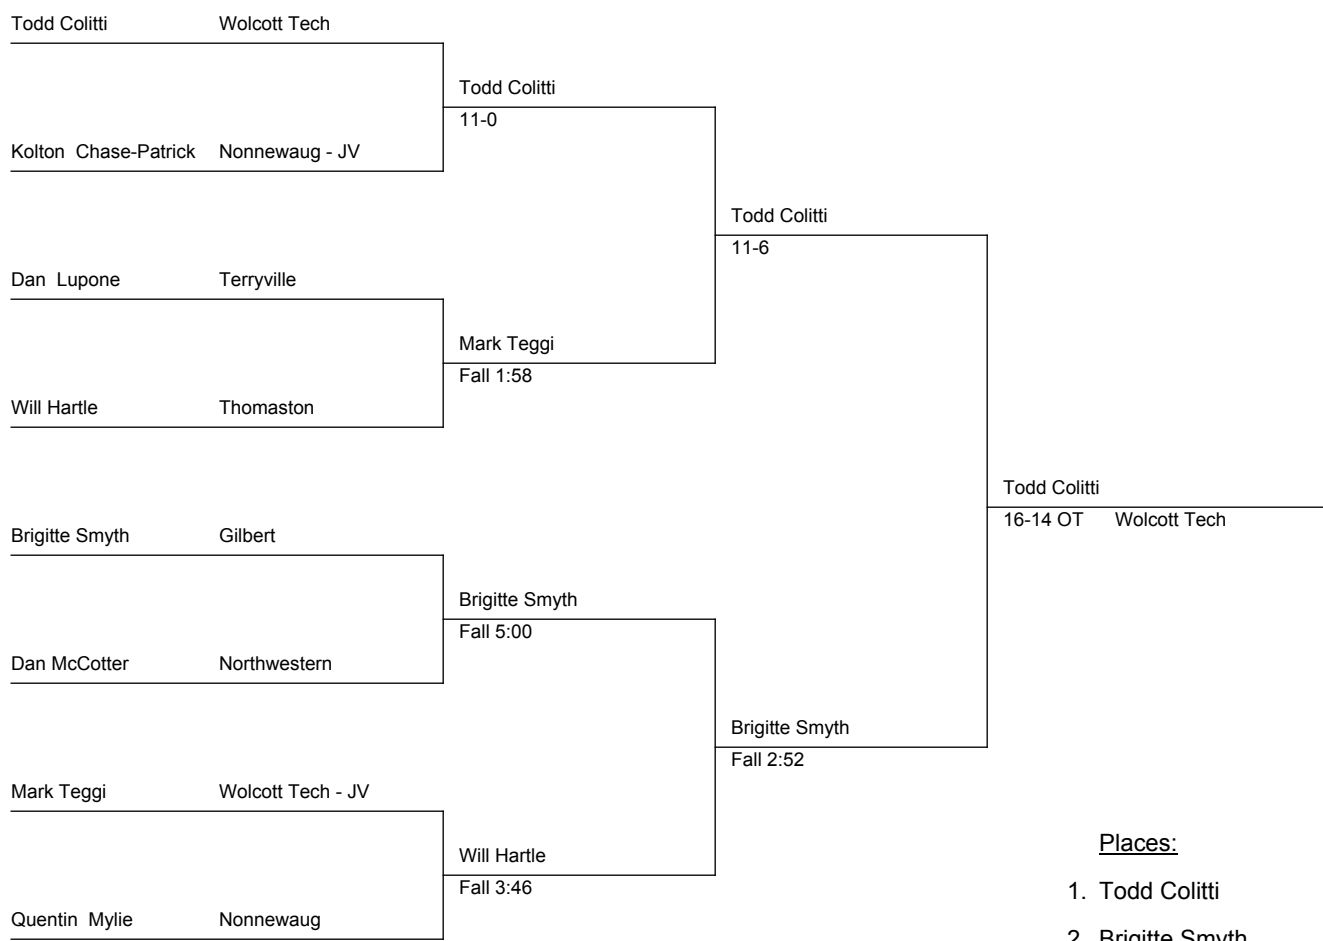 Todd Colitti Wolcott Tech
Todd Colitti
11-0
Kolton Chase-Patrick Nonnewaug - JV
Todd Colitti
11-6
Dan Lupone Terryville
Mark Teggi
Fall 1:58
Will Hartle Thomaston
Todd Colitti
16-14 OT Wolcott Tech
Brigitte Smyth Gilbert
Brigitte Smyth
Fall 5:00
Dan McCotter Northwestern
Brigitte Smyth
Fall 2:52
Mark Teggi Wolcott Tech - JV
Will Hartle
Fall 3:46
Quentin Mylie Nonnewaug
Places:
1. Todd Colitti
2. Brigitte Smyth